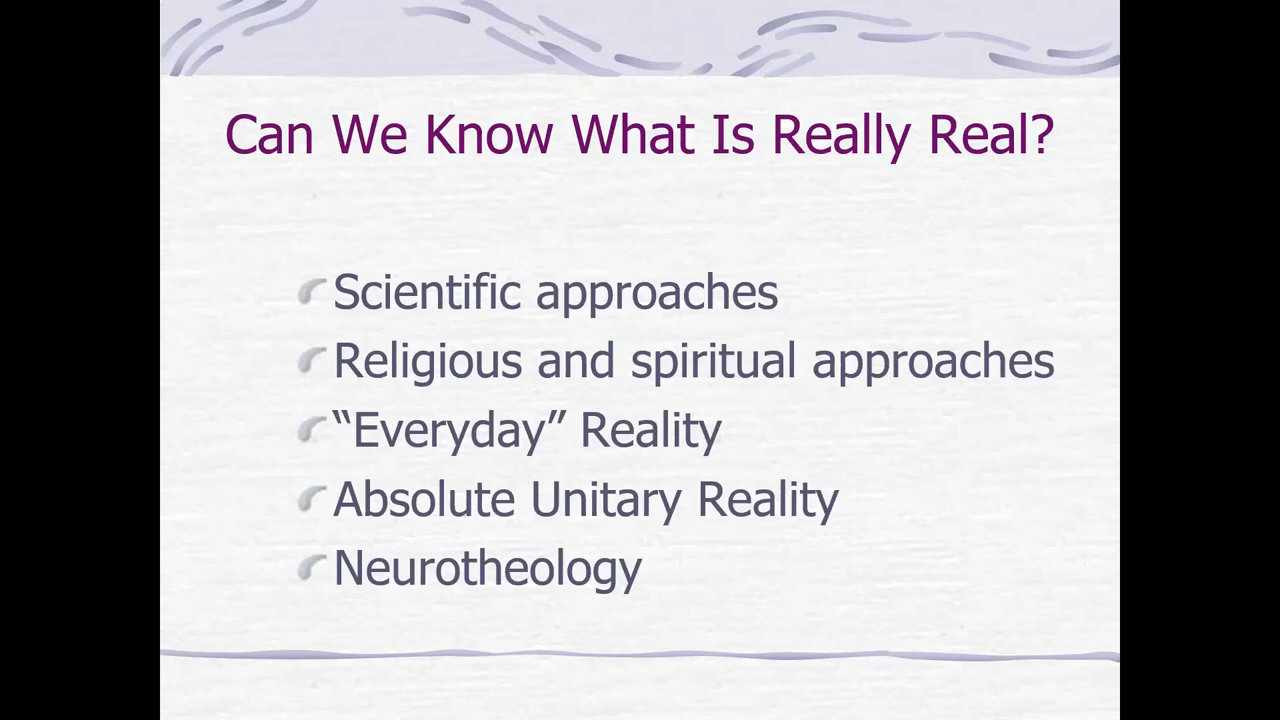 Can We Know What Is Really Real?
Scientific approaches
Religious and spiritual approaches
“Everyday” Reality
Absolute Unitary Reality
Neurotheology